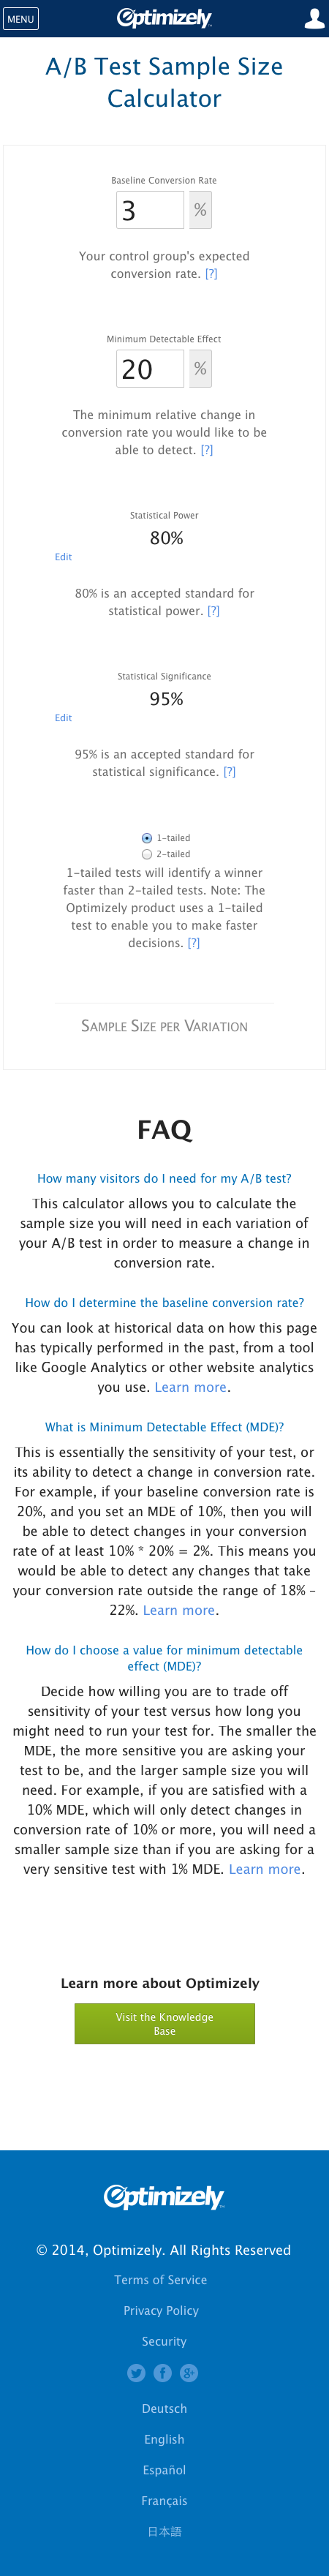 MENU
Optimizely
A/B Test Sample Size
Calculator
Baseline Conversion Rate
3 %
Your control group's expected
conversion rate. [?]
Minimum Detectable Effect
20 %
The minimum relative change in
conversion rate you would like to be
able to detect. [?]
Statistical Power
80%
Edit
80% is an accepted standard for
statistical power. [?]
Statistical Significance
95%
Edit
95% is an accepted standard for
statistical significance. [?]
1-tailed
2-tailed
1-tailed tests will identify a winner
faster than 2-tailed tests. Note: The
Optimizely product uses a 1-tailed
test to enable you to make faster
decisions. [?]
Sample Size per Variation
FAQ
How many visitors do I need for my A/B test?
This calculator allows you to calculate the
sample size you will need in each variation of
your A/B test in order to measure a change in
conversion rate.
How do I determine the baseline conversion rate?
You can look at historical data on how this page
has typically performed in the past, from a tool
like Google Analytics or other website analytics
you use. Learn more.
What is Minimum Detectable Effect (MDE)?
This is essentially the sensitivity of your test, or
its ability to detect a change in conversion rate.
For example, if your baseline conversion rate is
20%, and you set an MDE of 10%, then you will
be able to detect changes in your conversion
rate of at least 10% * 20% = 2%. This means you
would be able to detect any changes that take
your conversion rate outside the range of 18% -
22%. Learn more.
How do I choose a value for minimum detectable
effect (MDE)?
Decide how willing you are to trade off
sensitivity of your test versus how long you
might need to run your test for. The smaller the
MDE, the more sensitive you are asking your
test to be, and the larger sample size you will
need. For example, if you are satisfied with a
10% MDE, which will only detect changes in
conversion rate of 10% or more, you will need a
smaller sample size than if you are asking for a
very sensitive test with 1% MDE. Learn more.
Learn more about Optimizely
Visit the Knowledge
Base
Optimizely
© 2014, Optimizely. All Rights Reserved
Terms of Service
Privacy Policy
Security
Deutsch
English
Español
Français
日本語